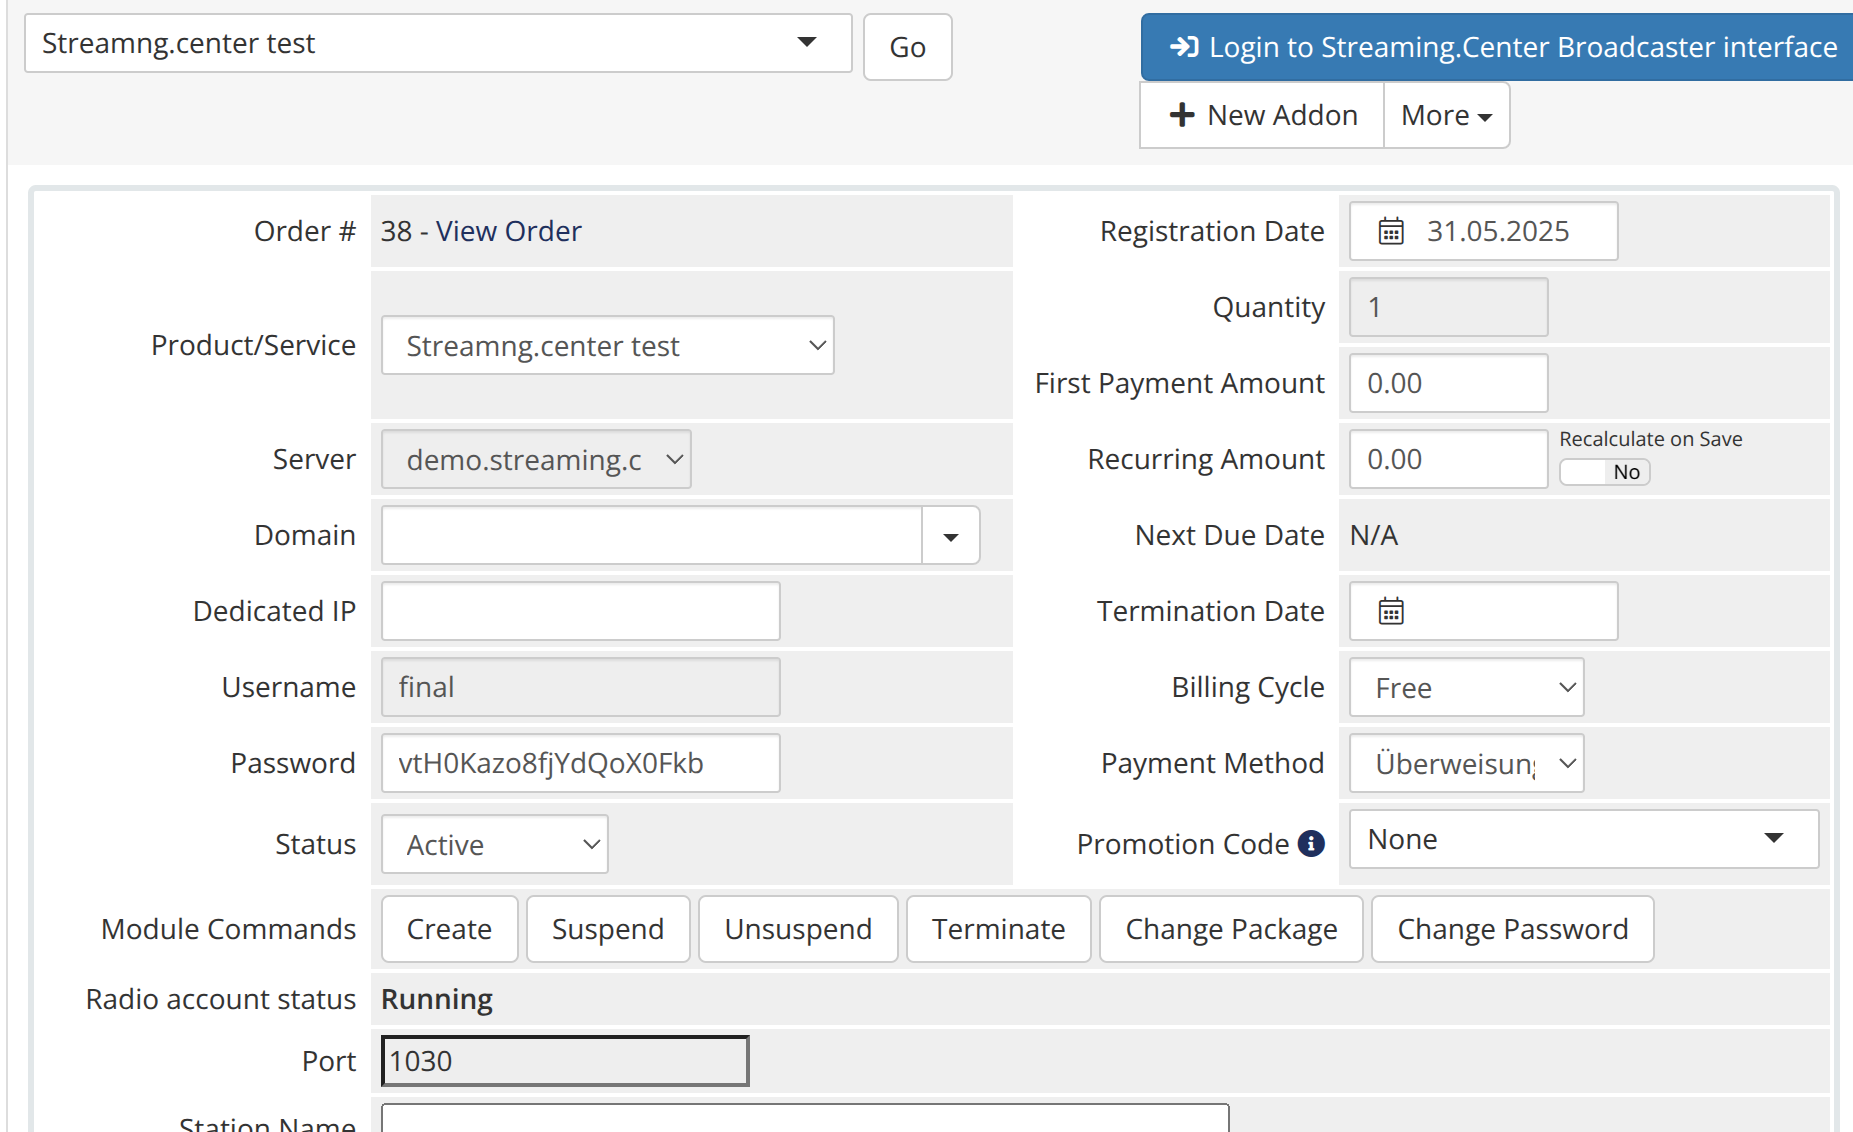 Streamng.center test
Go
Login to Streaming.Center Broadcaster interface
New Addon
More
Order #
38 - View Order
Registration Date
31.05.2025
Product/Service
Streamng.center test
Quantity
1
First Payment Amount
0.00
Server
demo.streaming.c
Recurring Amount
0.00
Recalculate on Save
No
Domain
Next Due Date
N/A
Dedicated IP
Termination Date
Username
final
Billing Cycle
Free
Password
vtH0Kazo8fjYdQoX0Fkb
Payment Method
Überweisung
Status
Active
Promotion Code
None
Module Commands
Create
Suspend
Unsuspend
Terminate
Change Package
Change Password
Radio account status
Running
Port
1030
Station Name